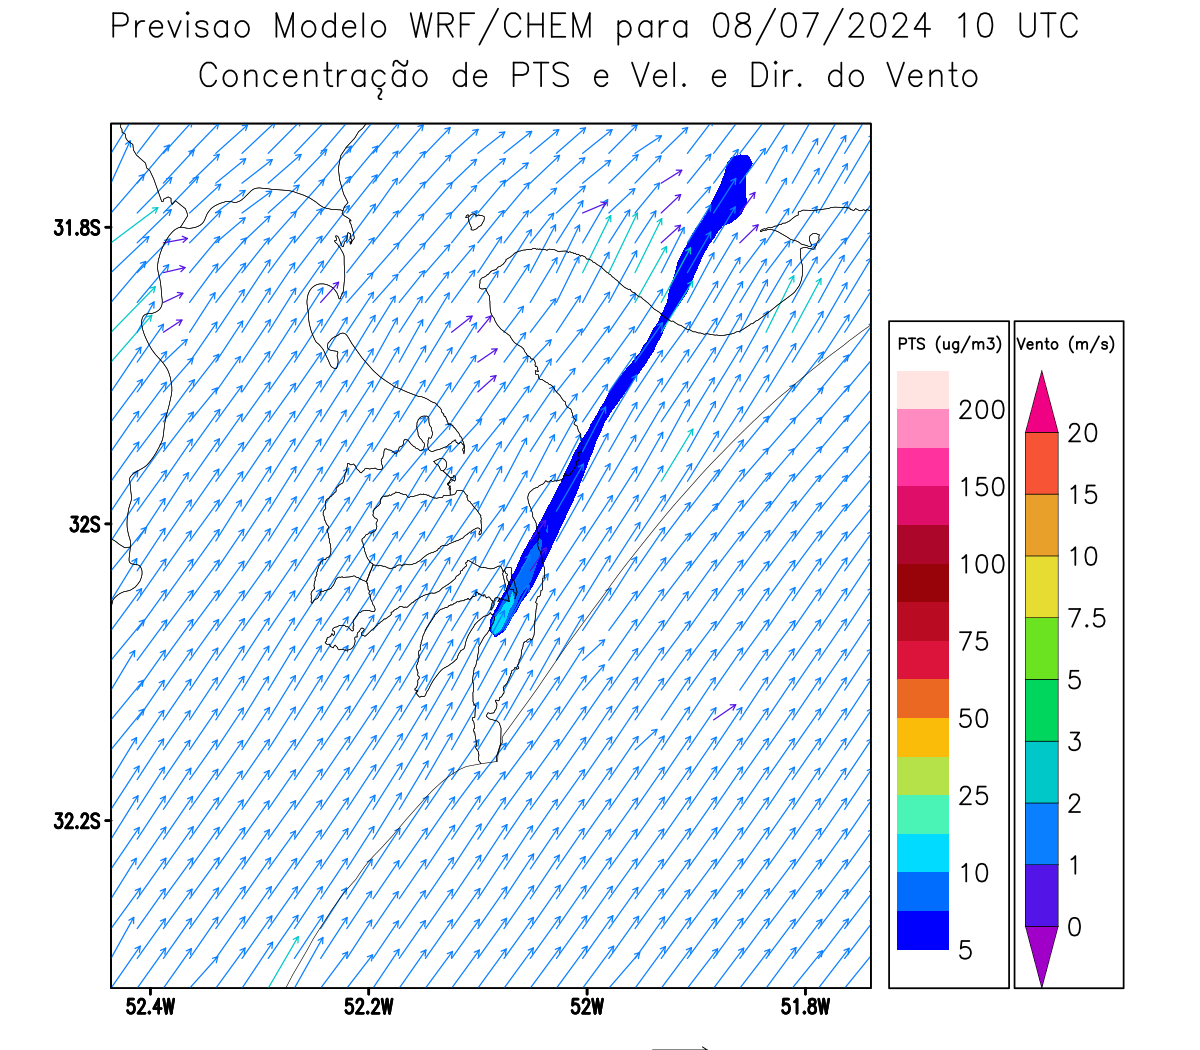 Previsao Modelo WRF/CHEM para 08/07/2024 10 UTC
Concentração de PTS e Vel. e Dir. do Vento
31.8S
32S
32.2S
52.4W 52.2W 52W 51.8W
PTS (ug/m3)
200
150
100
75
50
25
10
5
Vento (m/s)
20
15
10
7.5
5
3
2
1
0